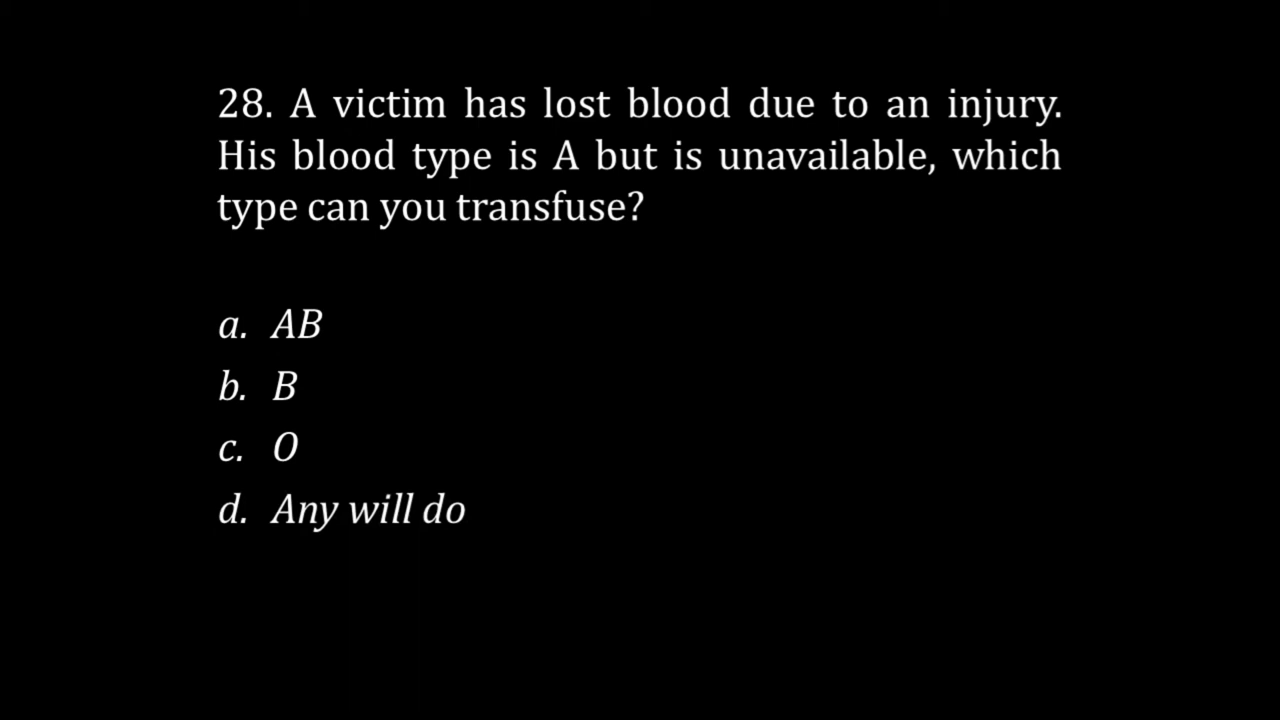 28. A victim has lost blood due to an injury.
His blood type is A but is unavailable, which
type can you transfuse?
a. AB
b. B
c. O
d. Any will do